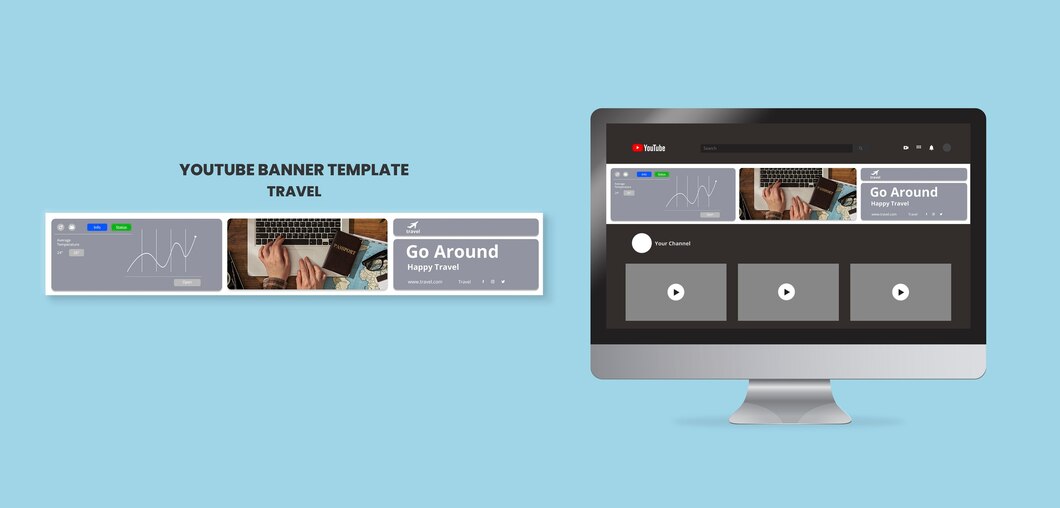 YOUTUBE BANNER TEMPLATE
TRAVEL
Info
Status
Average
Temperature
24°
Open
PASSPORT
travel
Go Around
Happy Travel
www.travel.com
Travel
YouTube
Search
Info
Status
Average
Temperature
Open
PASSPORT
travel
Go Around
Happy Travel
www.travel.com
Travel
Your Channel